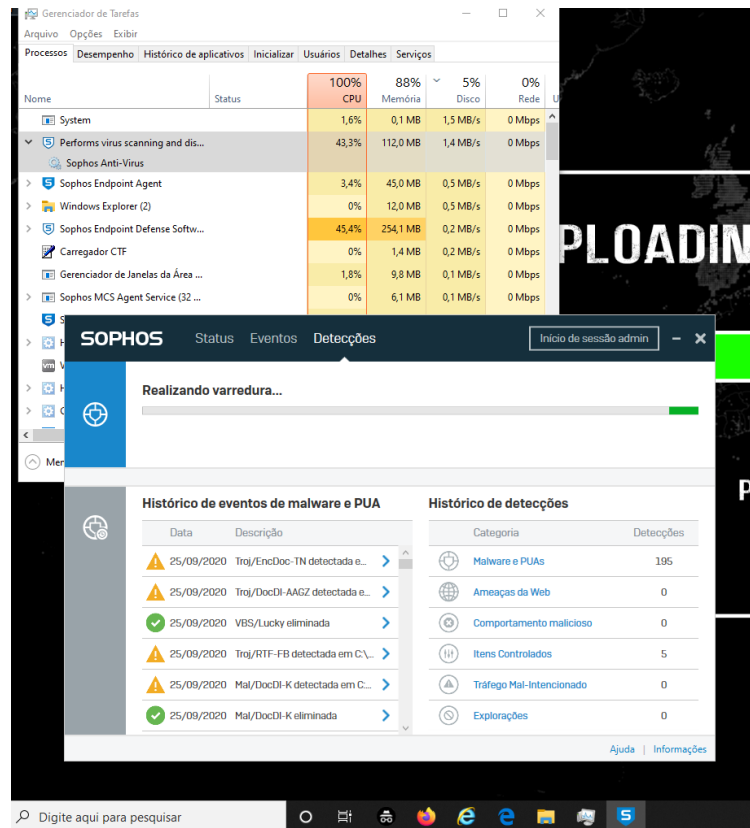 Gerenciador de Tarefas
Arquivo Opções Exibir
Processos Desempenho Histórico de aplicativos Inicializar Usuários Detalhes Serviços
100% 88% 5% 0%
Nome Status CPU Memória Disco Rede U
System 1,6% 0,1 MB 1,5 MB/s 0 Mbps
Performs virus scanning and dis... 43,3% 112,0 MB 1,4 MB/s 0 Mbps
Sophos Anti-Virus
Sophos Endpoint Agent 3,4% 45,0 MB 0,5 MB/s 0 Mbps
Windows Explorer (2) 0% 12,0 MB 0,5 MB/s 0 Mbps
Sophos Endpoint Defense Softw... 45,4% 254,1 MB 0,2 MB/s 0 Mbps
Carregador CTF 0% 1,4 MB 0,2 MB/s 0 Mbps
Gerenciador de Janelas da Área ... 1,8% 9,8 MB 0,1 MB/s 0 Mbps
Sophos MCS Agent Service (32 ... 0% 6,1 MB 0,1 MB/s 0 Mbps
PLOADIN
SOPHOS Status Eventos Detecções Início de sessão admin
Realizando varredura...
Mer
P
Histórico de eventos de malware e PUA
Data Descrição
25/09/2020 Troj/EncDoc-TN detectada e...
25/09/2020 Troj/DocDl-AAGZ detectada e...
25/09/2020 VBS/Lucky eliminada
25/09/2020 Troj/RTF-FB detectada em C:\...
25/09/2020 Mal/DocDl-K detectada em C:...
25/09/2020 Mal/DocDl-K eliminada
Histórico de detecções
Categoria Detecções
Malware e PUAs 195
Ameaças da Web 0
Comportamento malicioso 0
Itens Controlados 5
Tráfego Mal-Intencionado 0
Explorações 0
Ajuda | Informações
Digite aqui para pesquisar